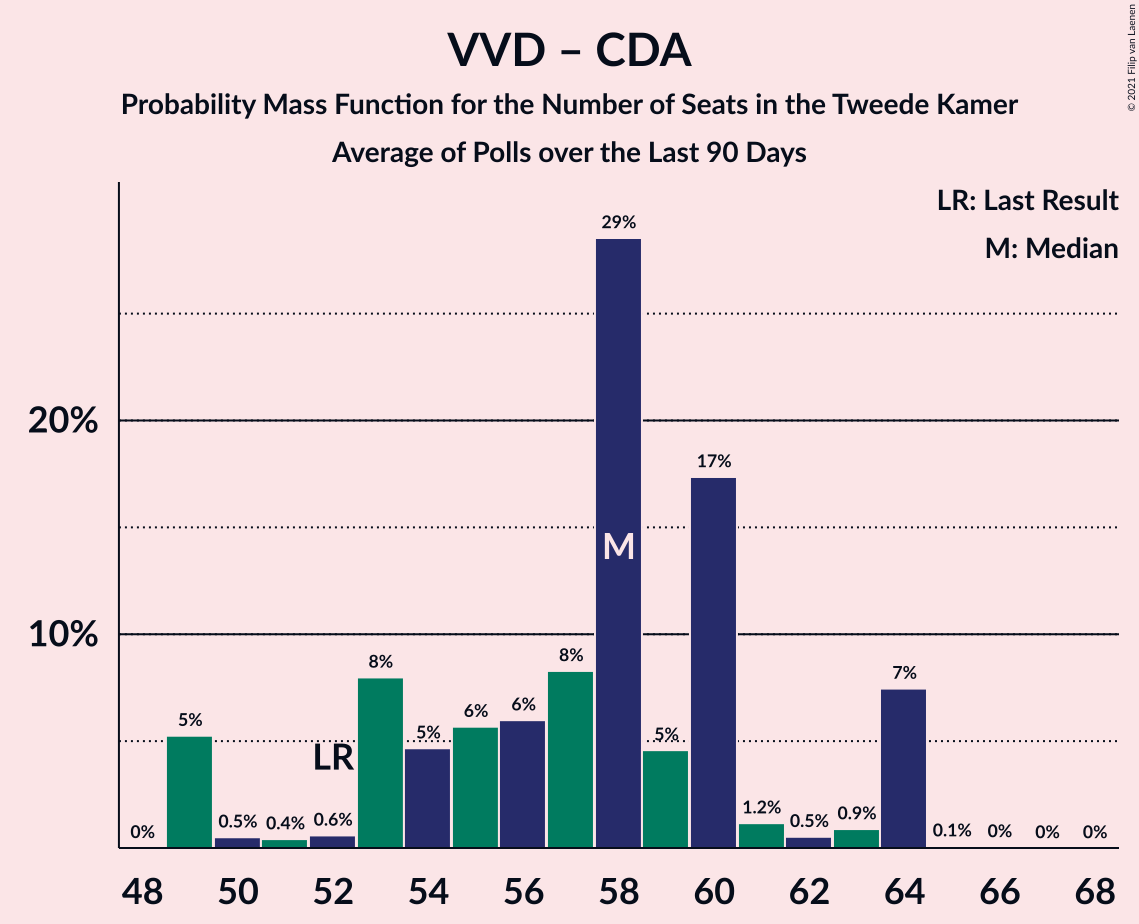 © 2021 Filip van Laenen
VVD – CDA
Probability Mass Function for the Number of Seats in the Tweede Kamer
Average of Polls over the Last 90 Days
LR: Last Result
M: Median
20%
10%
0%
5%
0.5%
0.4%
0.6%
LR
8%
5%
6%
6%
8%
29%
M
5%
17%
1.2%
0.5%
0.9%
7%
0.1%
0%
0%
0%
48 50 52 54 56 58 60 62 64 66 68